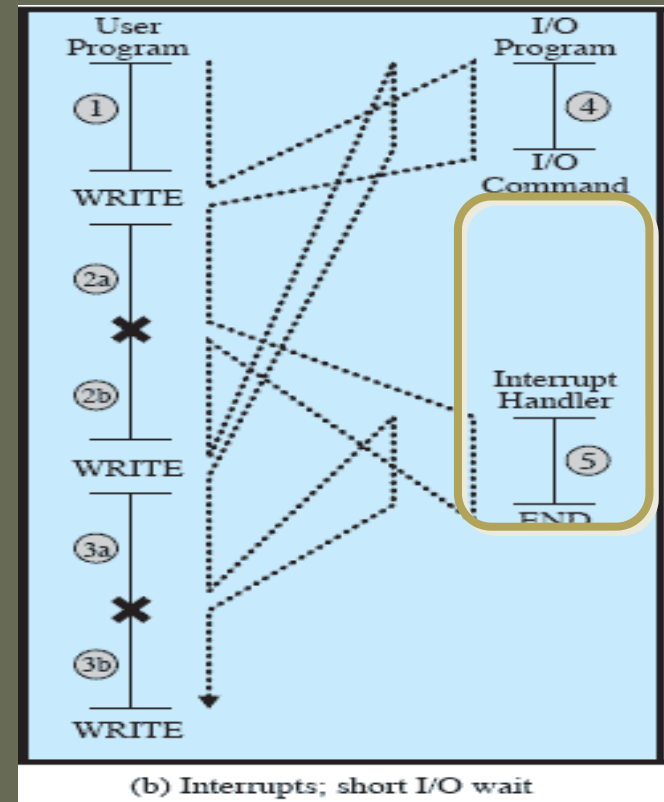 User
Program
1
WRITE
2a
2b
WRITE
3a
3b
WRITE
I/O
Program
4
I/O
Command
Interrupt
Handler
5
END
(b) Interrupts; short I/O wait